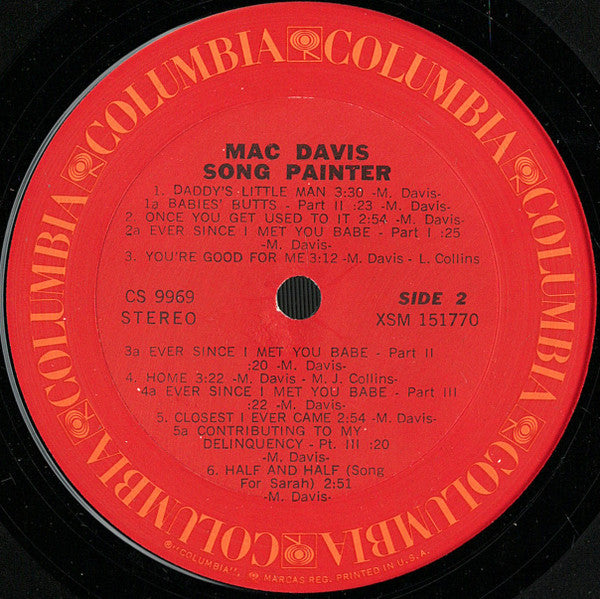 COLUMBIA COLUMBIA COLUMBIA COLUMBIA COLUMBIA COLUMBIA
MAC DAVIS
SONG PAINTER
1. DADDY'S LITTLE MAN 3:30 -M. Davis-
1a BABIES' BUTTS - Part II :23 -M. Davis-
2. ONCE YOU GET USED TO IT 2:54 -M. Davis-
2a EVER SINCE I MET YOU BABE - Part I :25
-M. Davis-
3. YOU'RE GOOD FOR ME 3:12 -M. Davis - L. Collins
CS 9969
STEREO
SIDE 2
XSM 151770
3a EVER SINCE I MET YOU BABE - Part II
:20 -M. Davis-
4. HOME 3:22 -M. Davis - M. J. Collins-
4a EVER SINCE I MET YOU BABE - Part III
:22 -M. Davis-
5. CLOSEST I EVER CAME 2:54 -M. Davis-
5a CONTRIBUTING TO MY
DELINQUENCY - Pt. III :20
-M. Davis-
6. HALF AND HALF (Song
For Sarah) 2:51
-M. Davis-
®"COLUMBIA", Ⓜ MARCAS REG. PRINTED IN U.S.A.